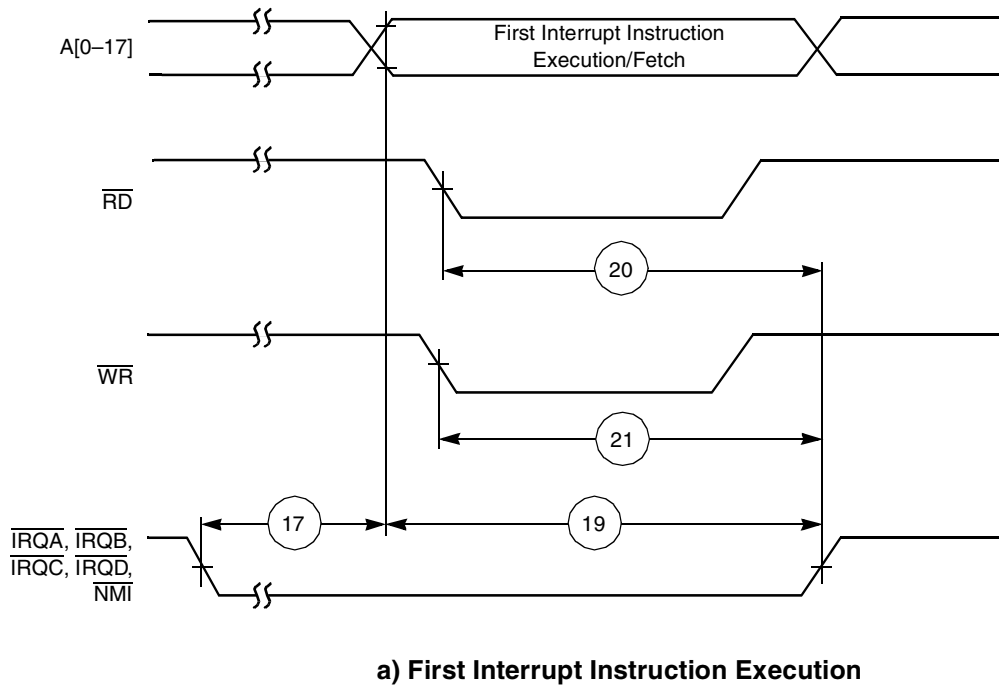 A[0–17]
First Interrupt Instruction
Execution/Fetch
RD
20
WR
21
17
19
IRQA, IRQB,
IRQC, IRQD,
NMI
a) First Interrupt Instruction Execution